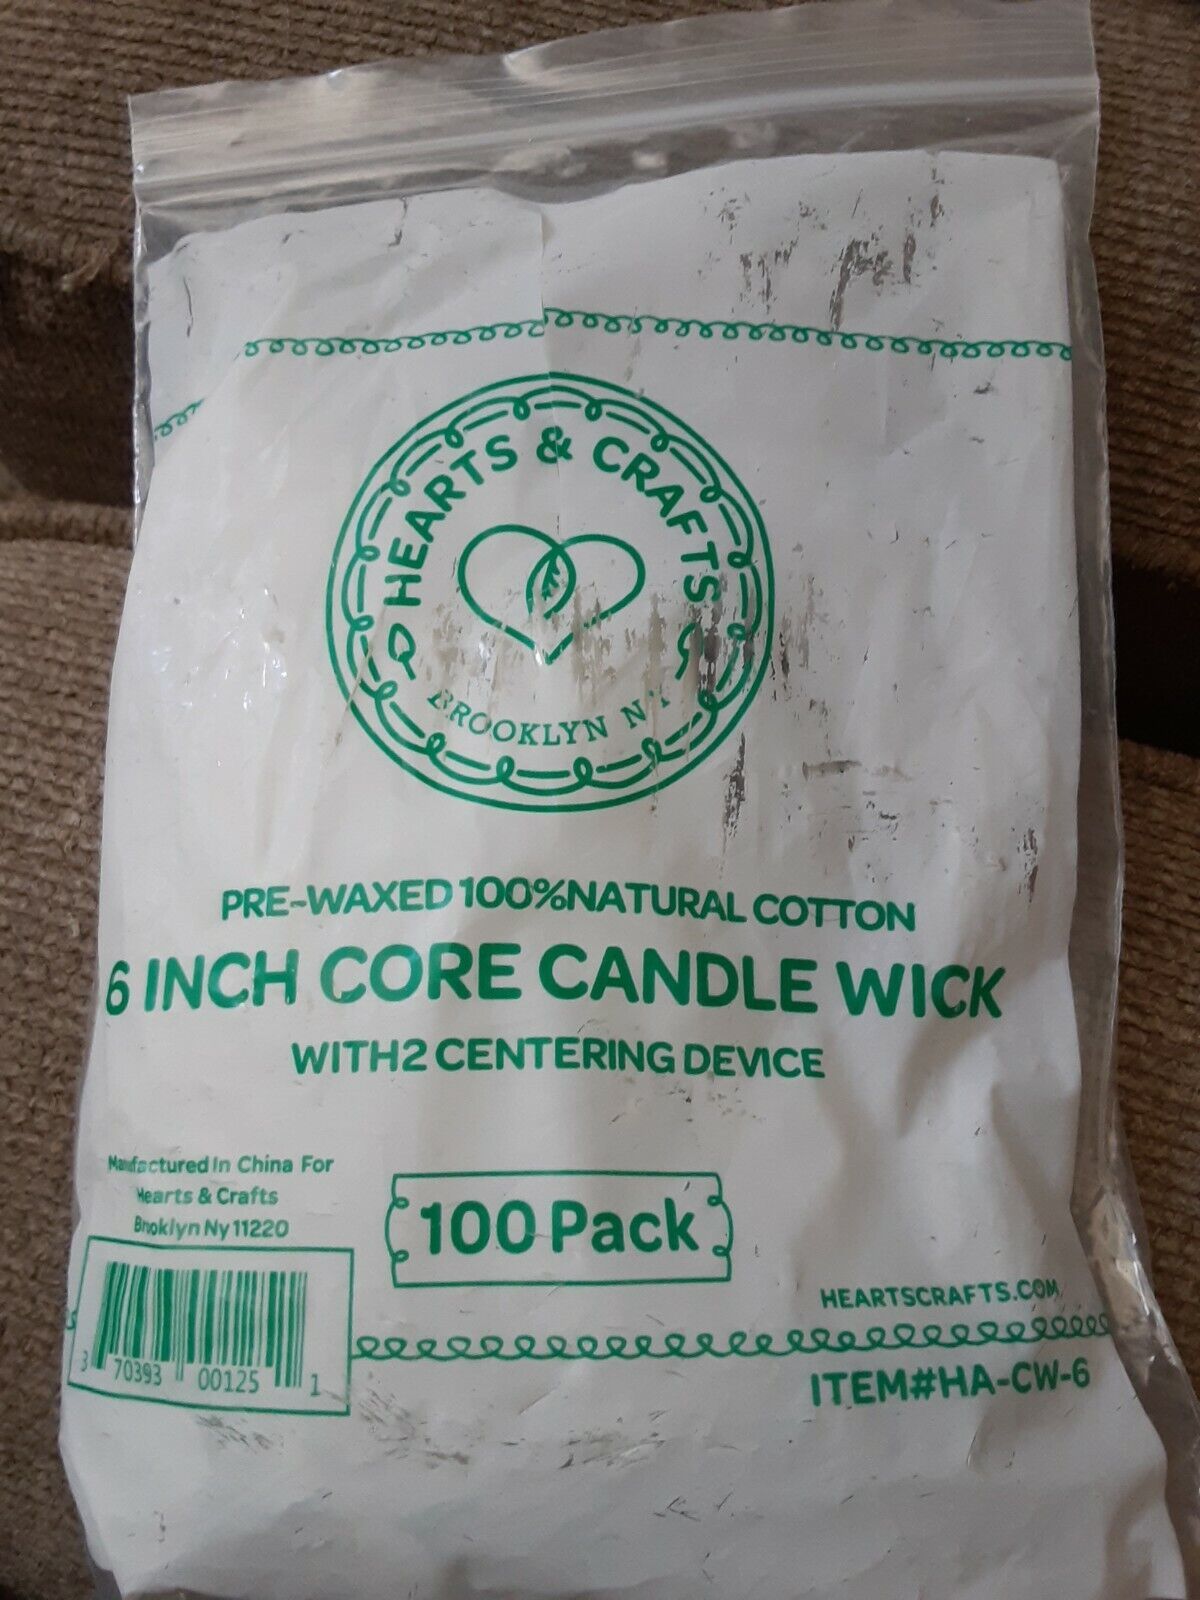 HEARTS & CRAFTS
BROOKLYN NY
PRE-WAXED 100%NATURAL COTTON
6 INCH CORE CANDLE WICK
WITH2 CENTERING DEVICE
Manufactured In China For
Hearts & Crafts
Brooklyn Ny 11220
100 Pack
3 70393 00125 1
HEARTSCRAFTS.COM
ITEM#HA-CW-6